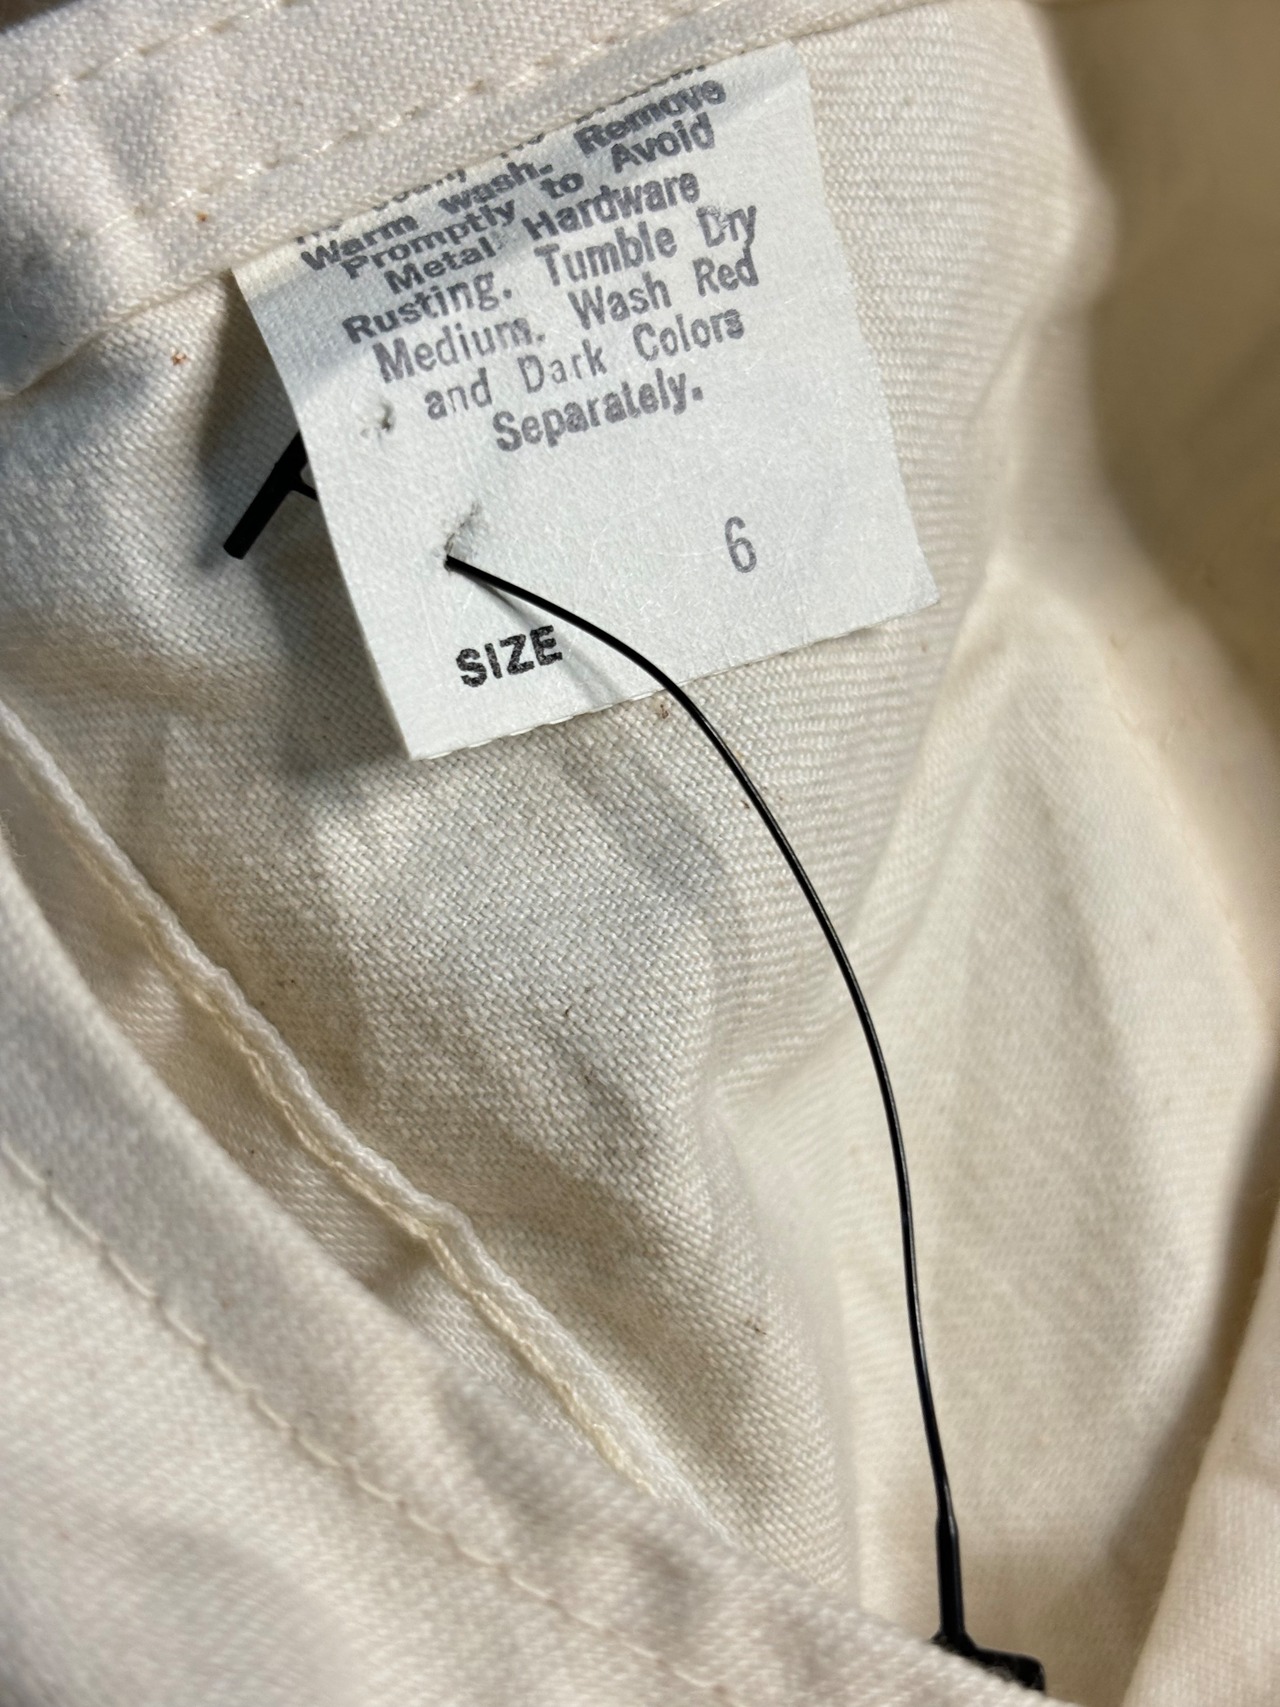 Warm wash. Remove
Promptly to Avoid
Metal Hardware
Rusting. Tumble Dry
Medium. Wash Red
and Dark Colors
Separately.
6
SIZE